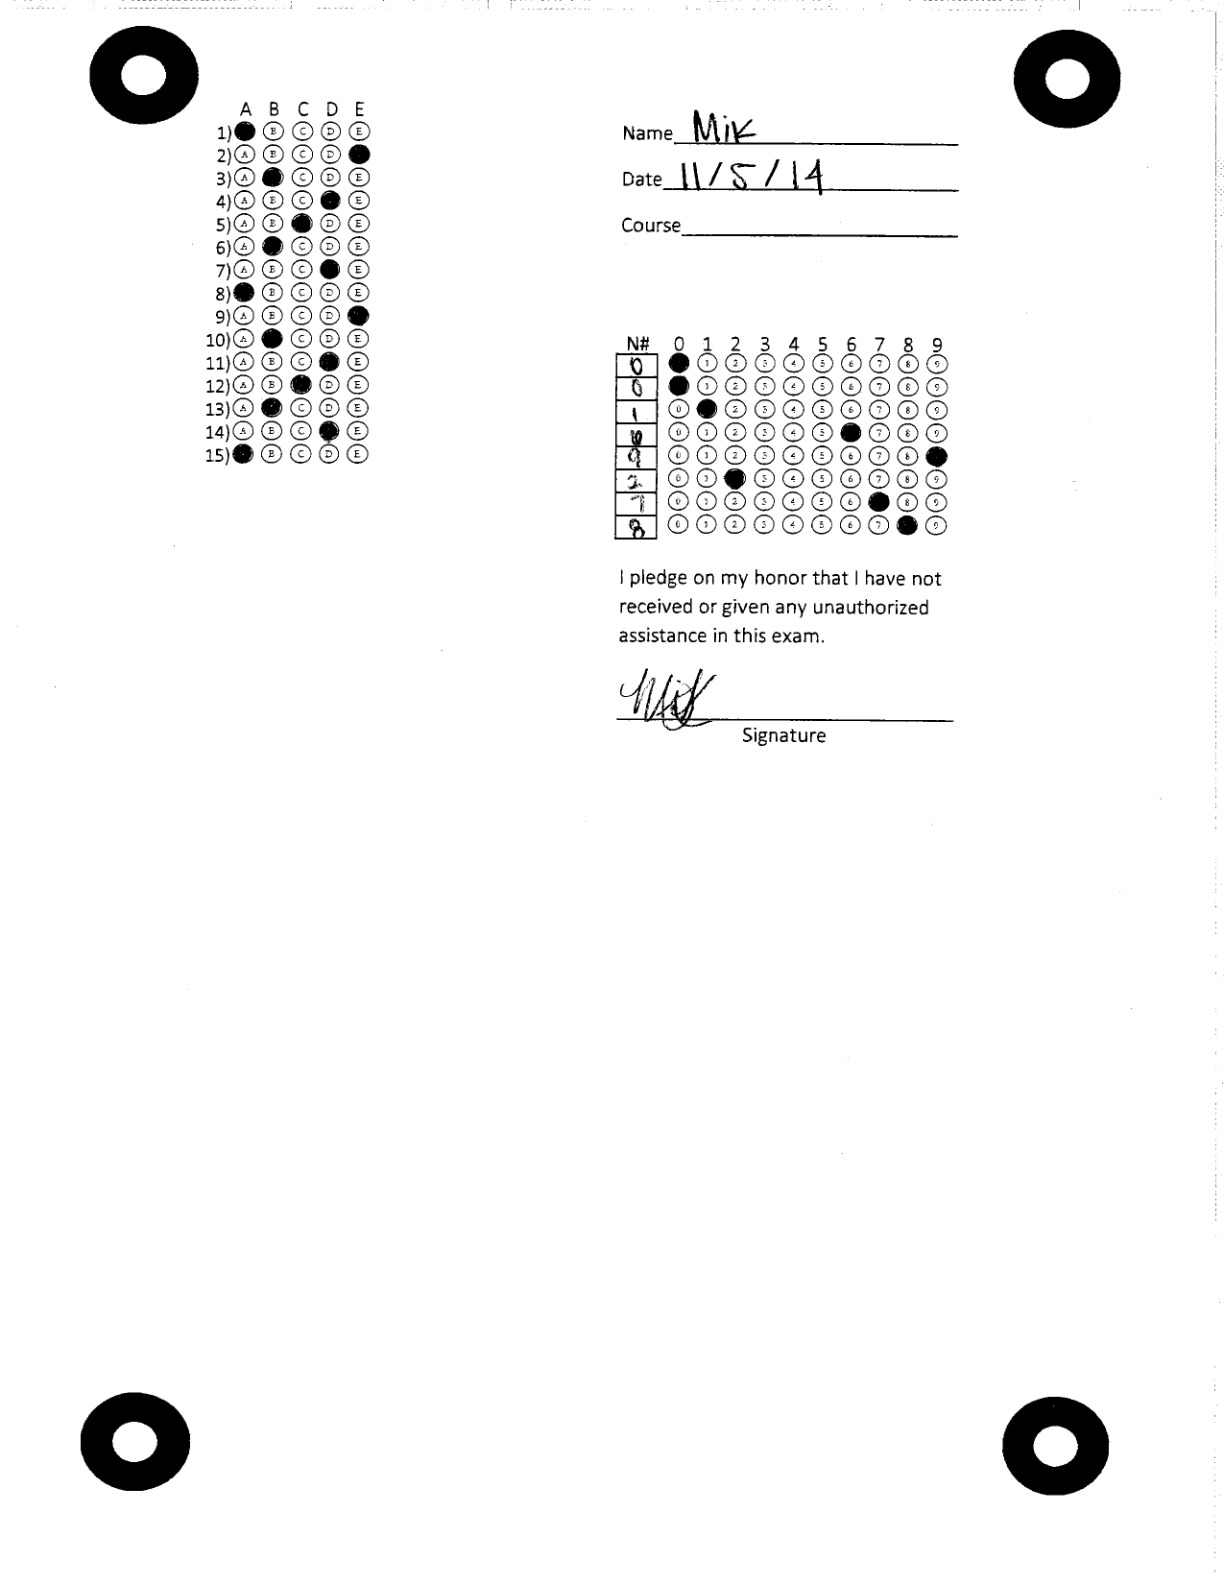 A B C D E
1) B C D E
2) A B C D
3) A C D E
4) A B C E
5) A B D E
6) A C D E
7) A B C E
8) B C D E
9) A B C D
10) A C D E
11) A B C E
12) A B D E
13) A C D E
14) A B C E
15) B C D E
Name Mik
Date 11/5/14
Course
N# 0 1 2 3 4 5 6 7 8 9
0 1 2 3 4 5 6 7 8 9
0 1 2 3 4 5 6 7 8 9
1 0 2 3 4 5 6 7 8 9
6 0 1 2 3 4 5 7 8 9
9 0 1 2 3 4 5 6 7 8
2 0 1 3 4 5 6 7 8 9
7 0 1 2 3 4 5 6 8 9
8 0 1 2 3 4 5 6 7 9
I pledge on my honor that I have not
received or given any unauthorized
assistance in this exam.
Mik
Signature